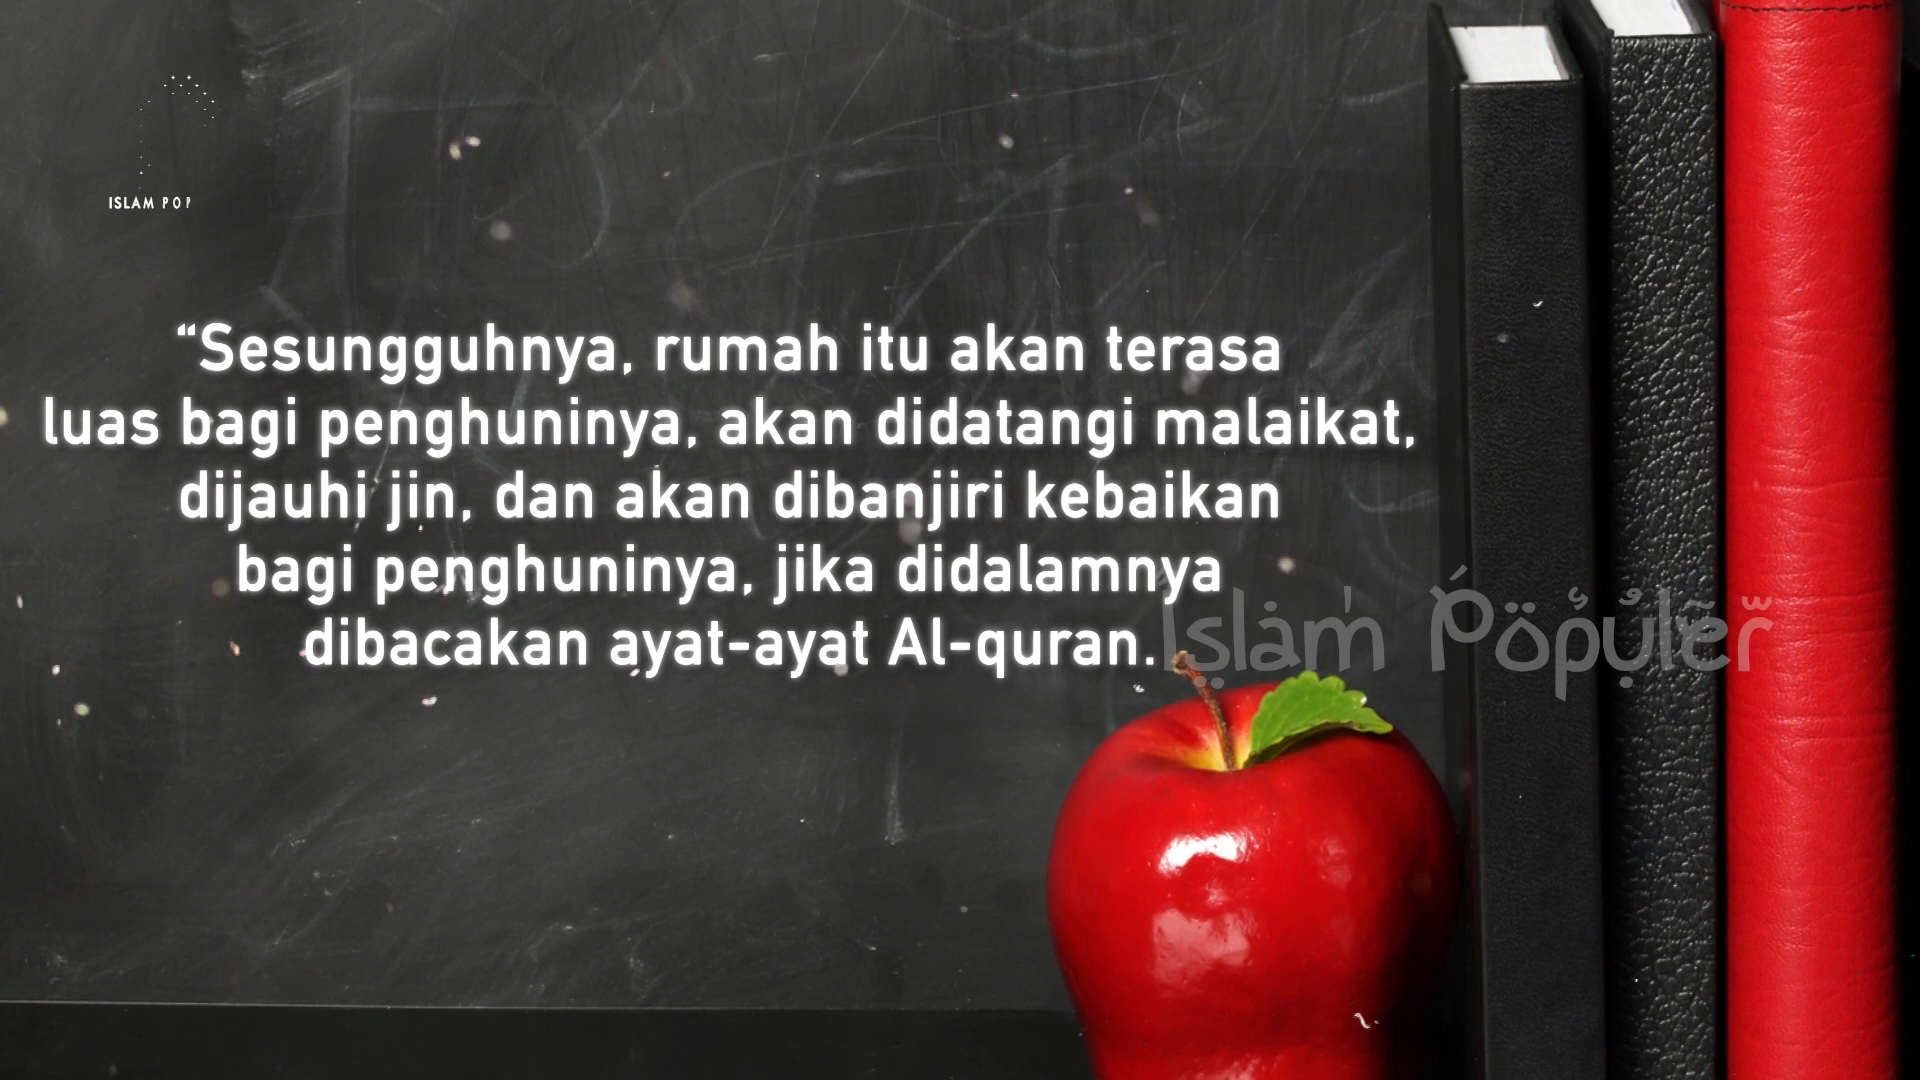 ISLAM POP
“Sesungguhnya, rumah itu akan terasa
luas bagi penghuninya, akan didatangi malaikat,
dijauhi jin, dan akan dibanjiri kebaikan
bagi penghuninya, jika didalamnya
dibacakan ayat-ayat Al-quran.
Islam Populer